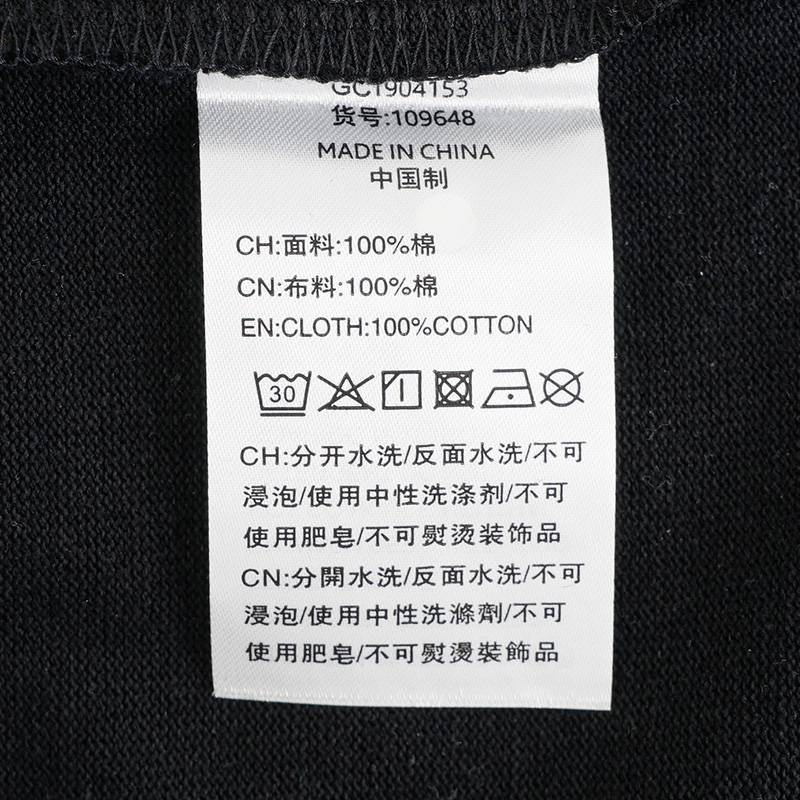 GC1904153
货号:109648
MADE IN CHINA
中国制
CH:面料:100%棉
CN:布料:100%棉
EN:CLOTH:100%COTTON
30
CH:分开水洗/反面水洗/不可
浸泡/使用中性洗涤剂/不可
使用肥皂/不可熨烫装饰品
CN:分開水洗/反面水洗/不可
浸泡/使用中性洗滌劑/不可
使用肥皂/不可熨燙裝飾品